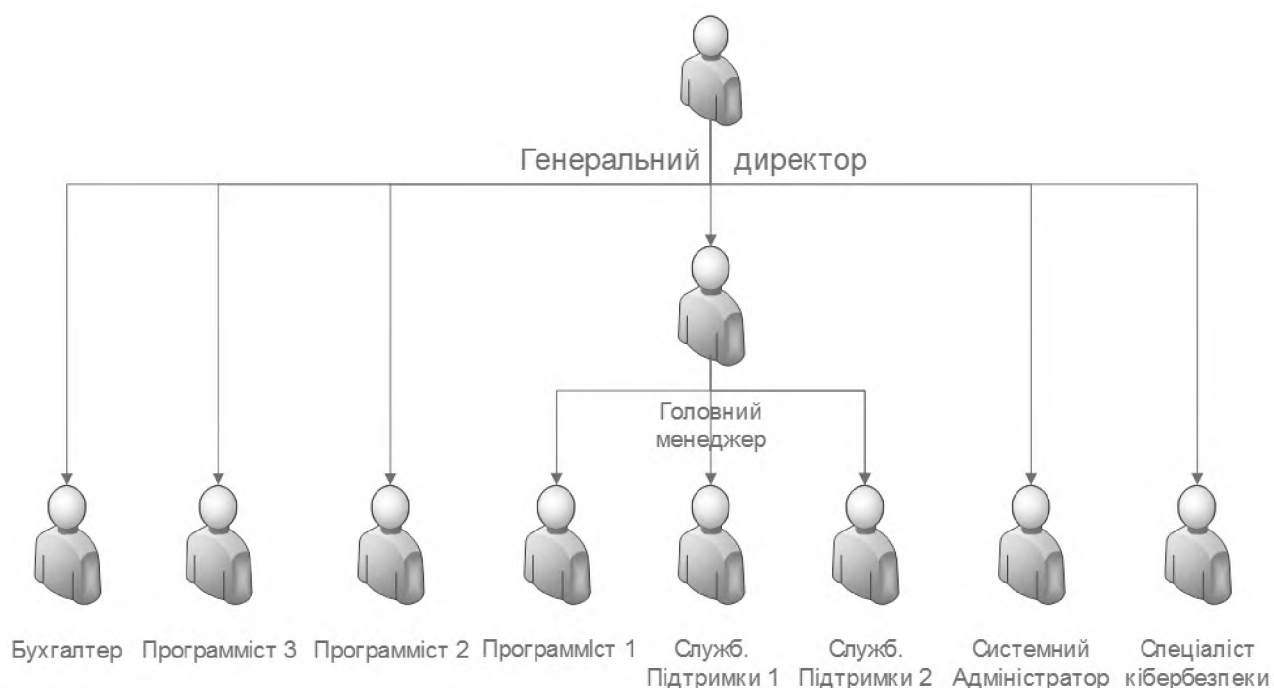 Генеральний директор
Головний
менеджер
Бухгалтер
Программіст 3
Программіст 2
Программіст 1
Служб.
Підтримки 1
Служб.
Підтримки 2
Системний
Адміністратор
Спеціаліст
кібербезпеки